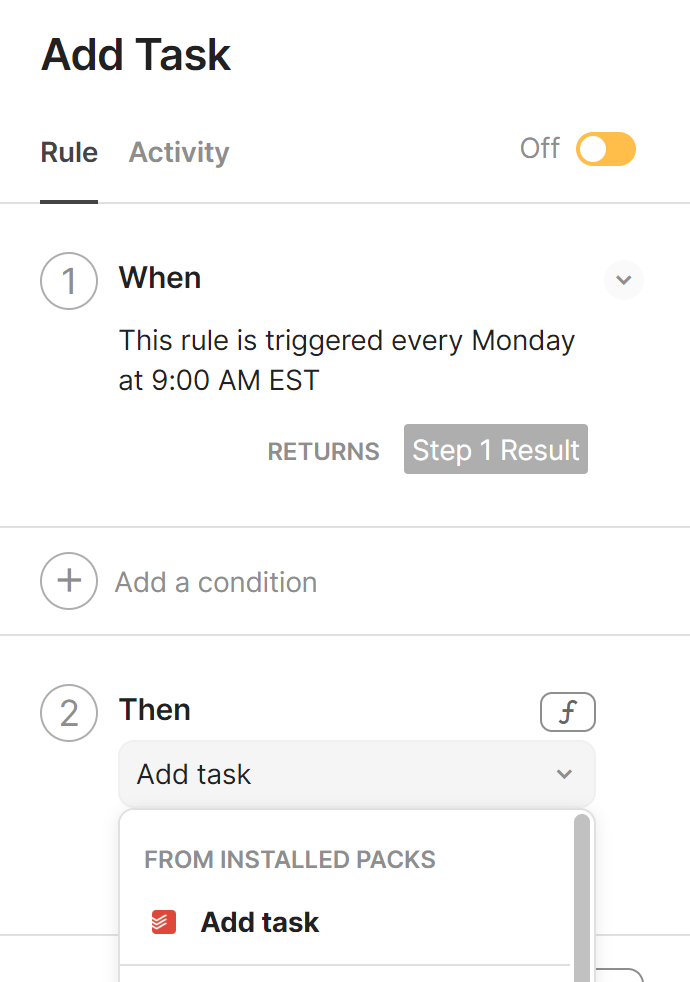 Add Task
Rule
Activity
Off
1
When
This rule is triggered every Monday
at 9:00 AM EST
RETURNS
Step 1 Result
Add a condition
2
Then
f
Add task
FROM INSTALLED PACKS
Add task